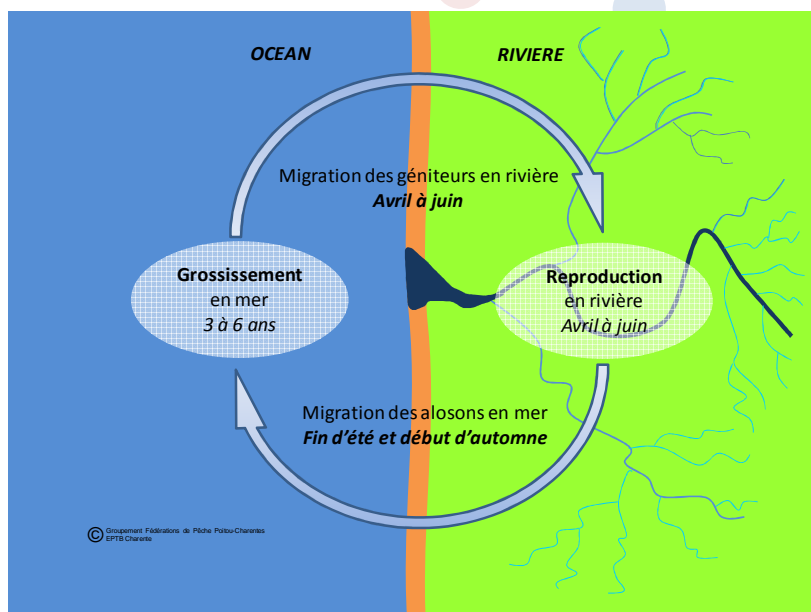 OCEAN
RIVIERE
Migration des géniteurs en rivière
Avril à juin
Grossissement
en mer
3 à 6 ans
Reproduction
en rivière
Avril à juin
Migration des alosons en mer
Fin d'été et début d'automne
© Groupement Fédérations de Pêche Poitou-Charentes
EPTB Charente